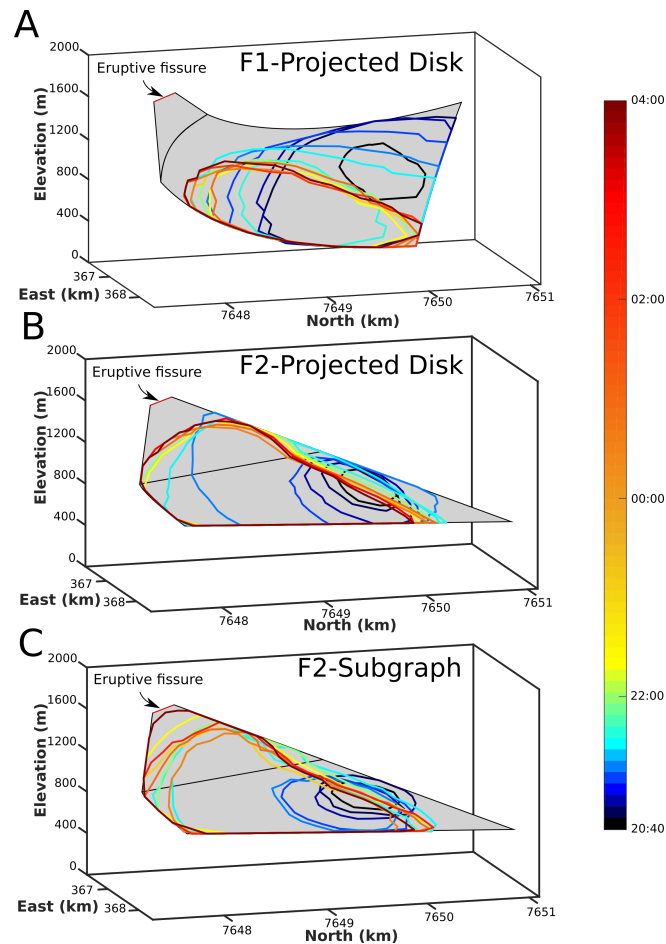 A
F1-Projected Disk
Eruptive fissure
2000
1600
1200
800
400
0
Elevation (m)
367
368
East (km)
7648
7649
7650
7651
North (km)
B
F2-Projected Disk
Eruptive fissure
2000
1600
1200
800
400
0
Elevation (m)
367
368
East (km)
7648
7649
7650
7651
North (km)
C
F2-Subgraph
Eruptive fissure
2000
1600
1200
800
400
0
Elevation (m)
367
368
East (km)
7648
7649
7650
7651
North (km)
04:00
02:00
00:00
22:00
20:40